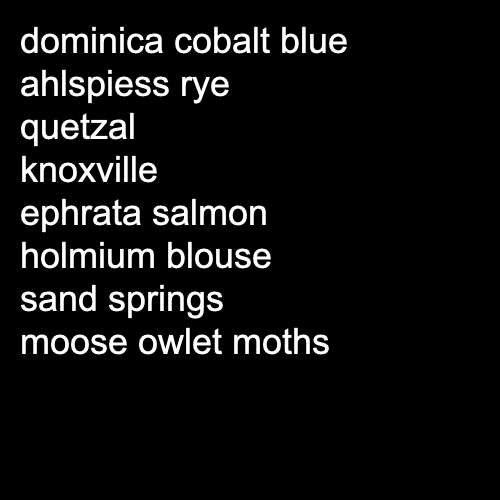 dominica cobalt blue
ahlspiess rye
quetzal
knoxville
ephrata salmon
holmium blouse
sand springs
moose owlet moths